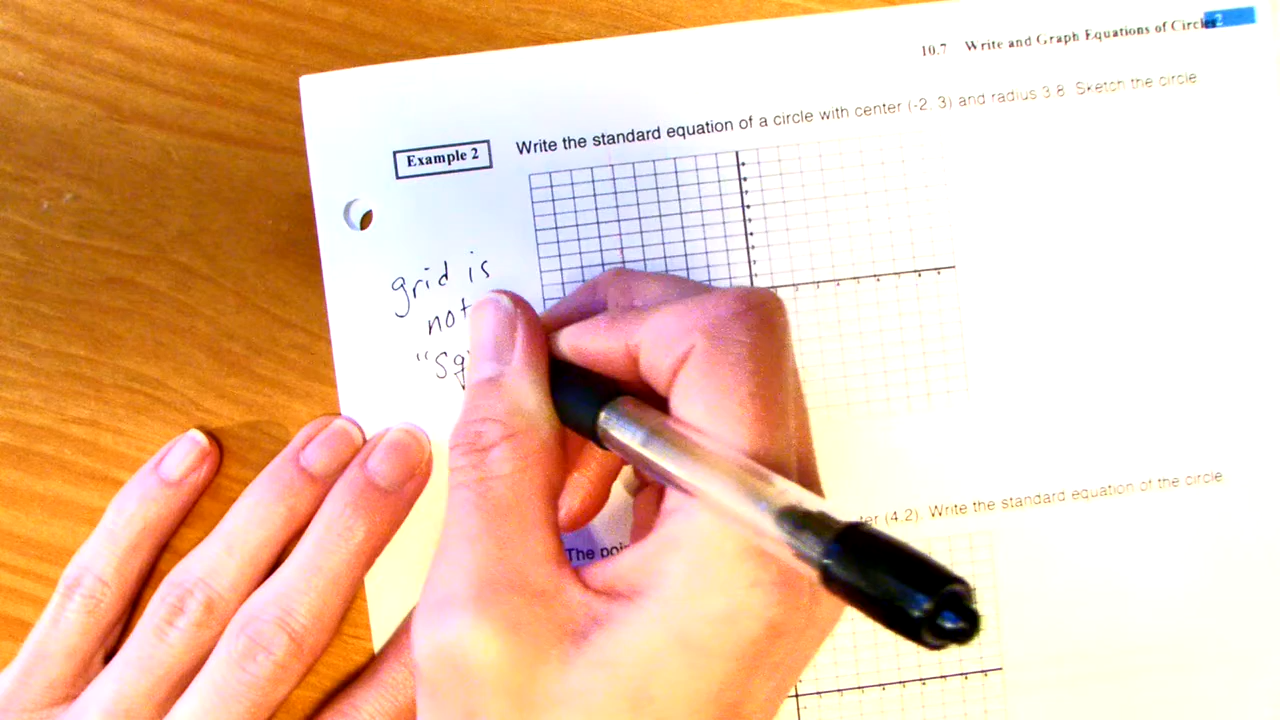 2
10.7 Write and Graph Equations of Circles
Example 2
Write the standard equation of a circle with center (-2, 3) and radius 3.8. Sketch the circle
grid is
not
"Sq
The
(4,2). Write the standard equation of the circle